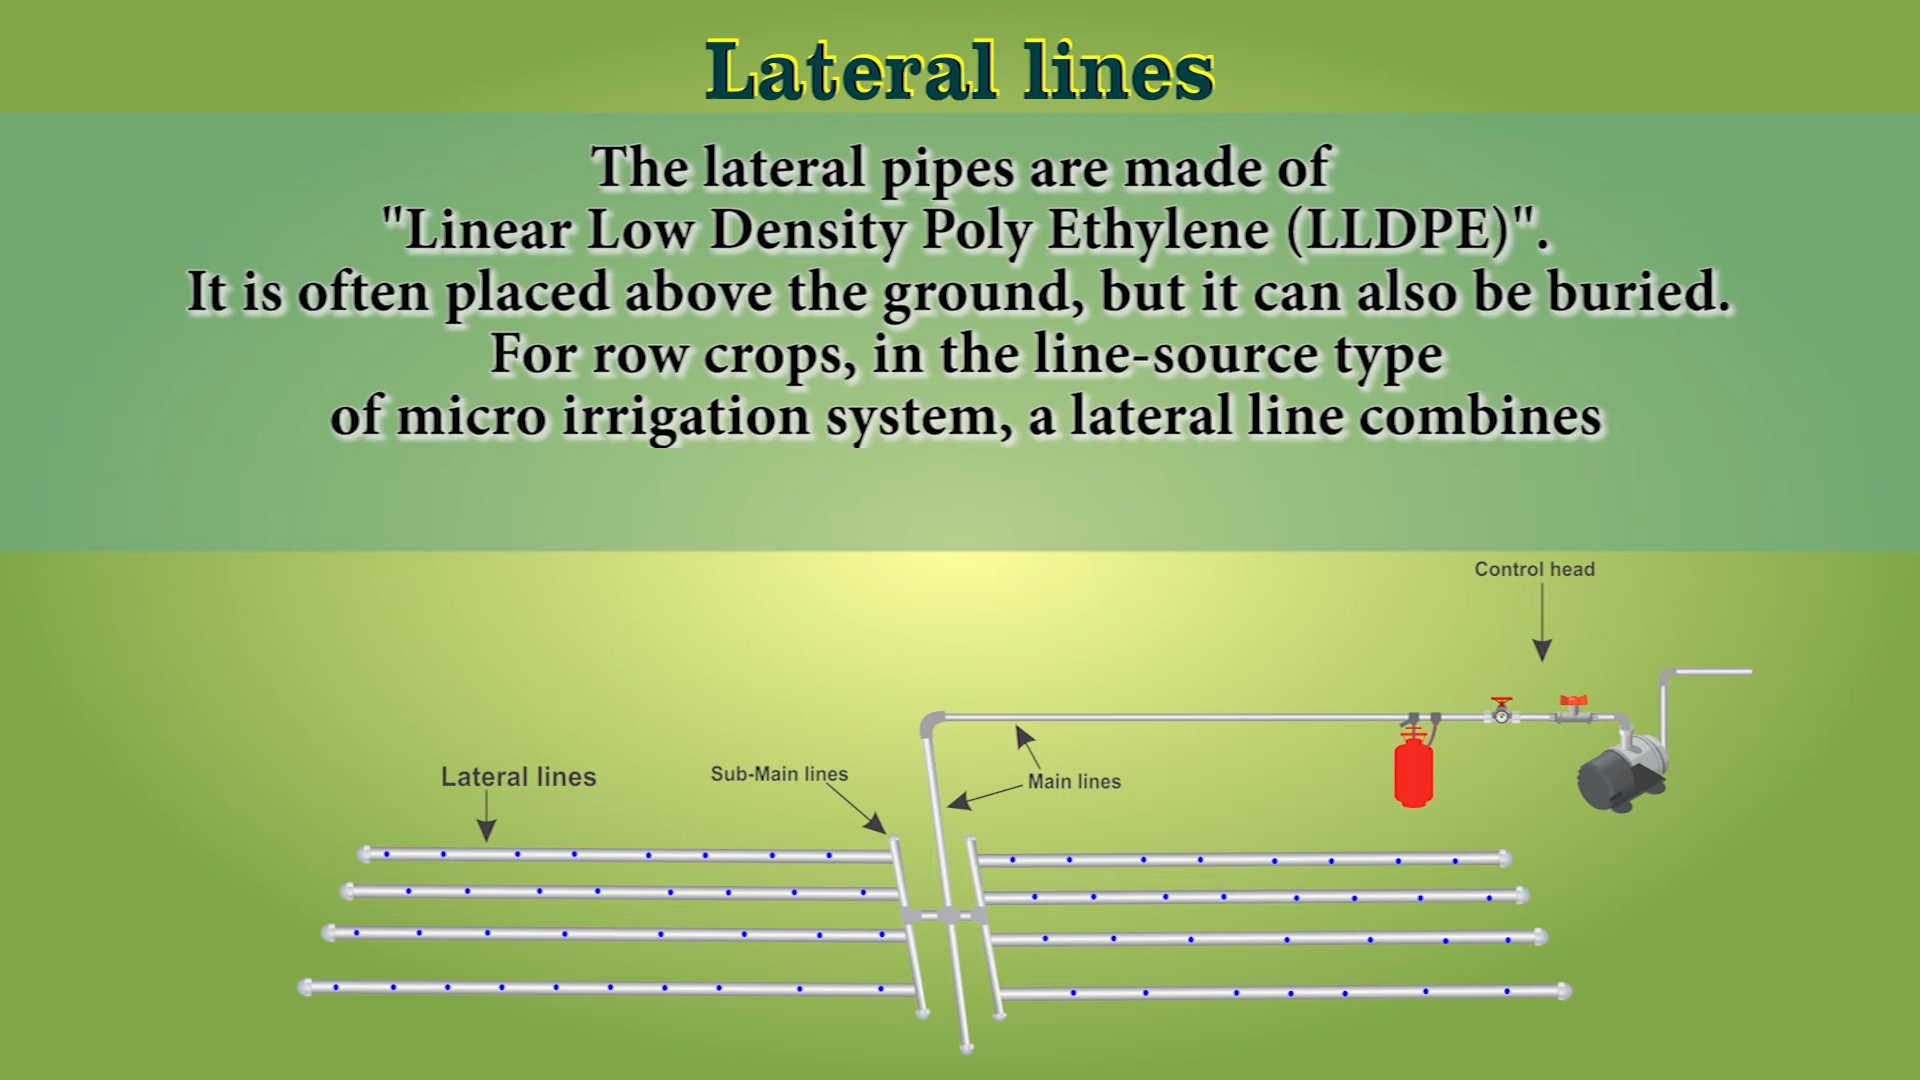 Lateral lines
The lateral pipes are made of
"Linear Low Density Poly Ethylene (LLDPE)".
It is often placed above the ground, but it can also be buried.
For row crops, in the line-source type
of micro irrigation system, a lateral line combines
Control head
Lateral lines
Sub-Main lines
Main lines